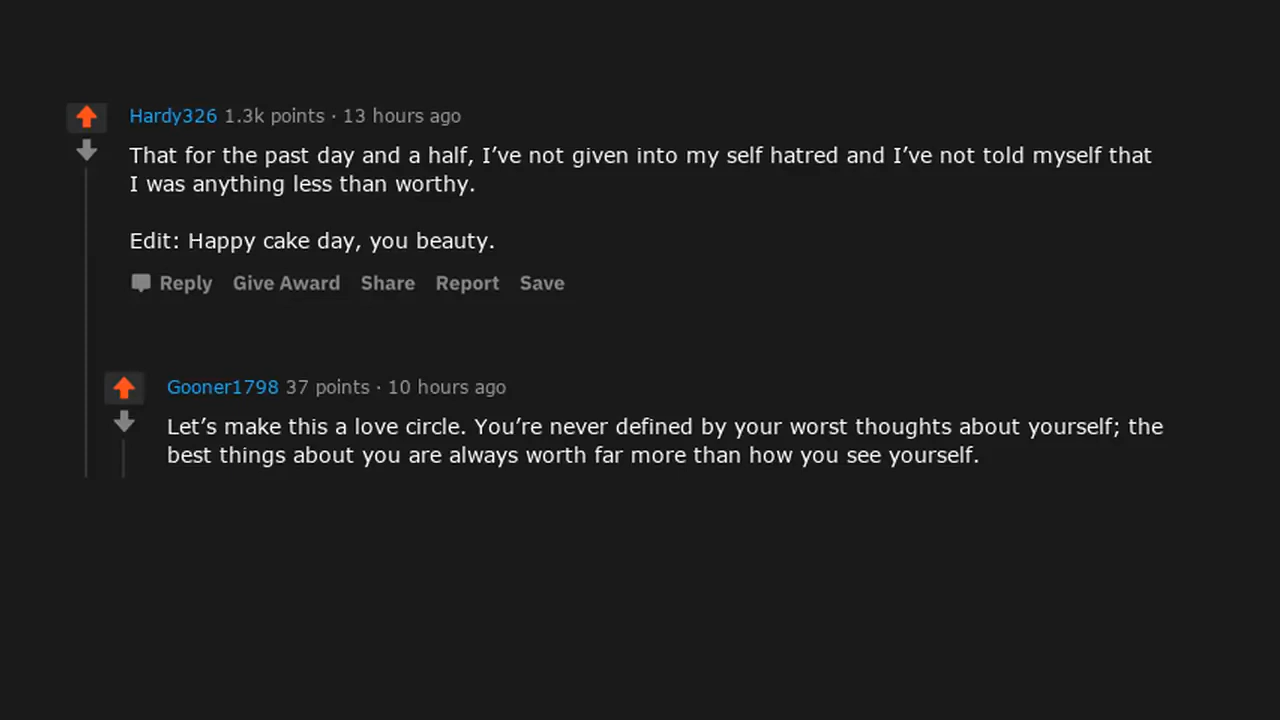 Hardy326 1.3k points · 13 hours ago
That for the past day and a half, I’ve not given into my self hatred and I’ve not told myself that
I was anything less than worthy.
Edit: Happy cake day, you beauty.
Reply Give Award Share Report Save
Gooner1798 37 points · 10 hours ago
Let’s make this a love circle. You’re never defined by your worst thoughts about yourself; the
best things about you are always worth far more than how you see yourself.